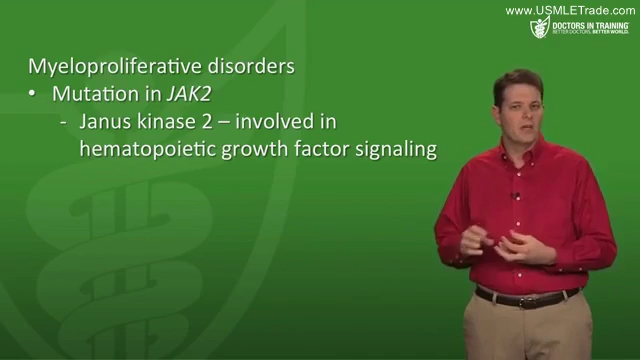 www.USMLETrade.com
DOCTORS IN TRAINING
BETTER DOCTORS. BETTER WORLD.
Myeloproliferative disorders
• Mutation in JAK2
- Janus kinase 2 – involved in
hematopoietic growth factor signaling